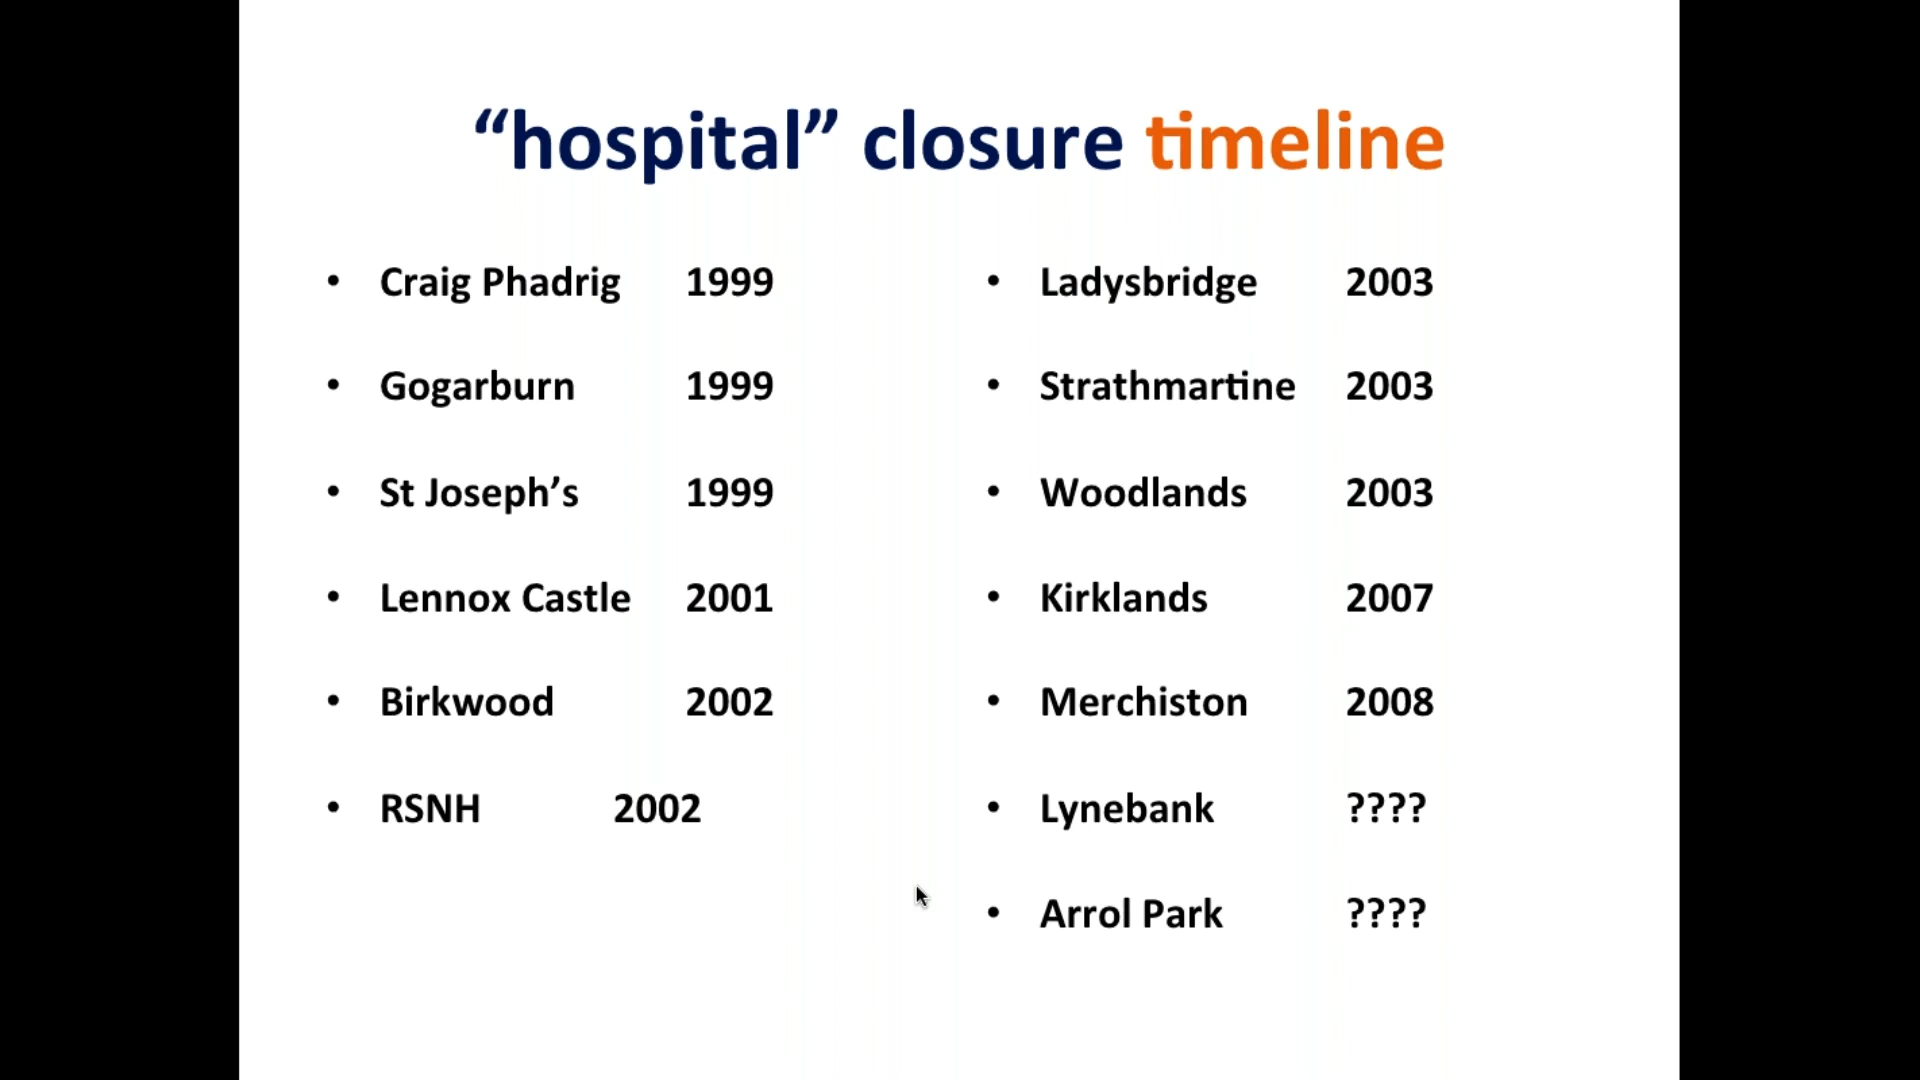 “hospital” closure timeline
• Craig Phadrig 1999
• Gogarburn 1999
• St Joseph’s 1999
• Lennox Castle 2001
• Birkwood 2002
• RSNH 2002
• Ladysbridge 2003
• Strathmartine 2003
• Woodlands 2003
• Kirklands 2007
• Merchiston 2008
• Lynebank ????
• Arrol Park ????